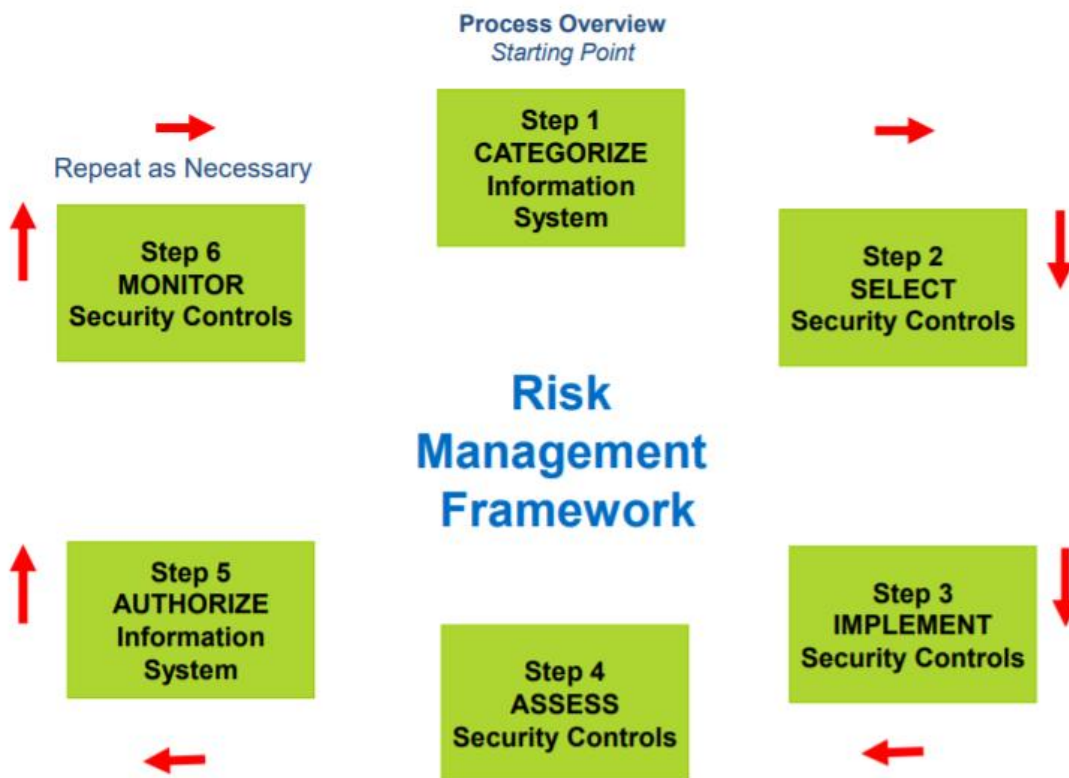 Process Overview
Starting Point
Step 1
CATEGORIZE
Information
System
Repeat as Necessary
Step 2
SELECT
Security Controls
Step 6
MONITOR
Security Controls
Risk
Management
Framework
Step 3
IMPLEMENT
Security Controls
Step 5
AUTHORIZE
Information
System
Step 4
ASSESS
Security Controls